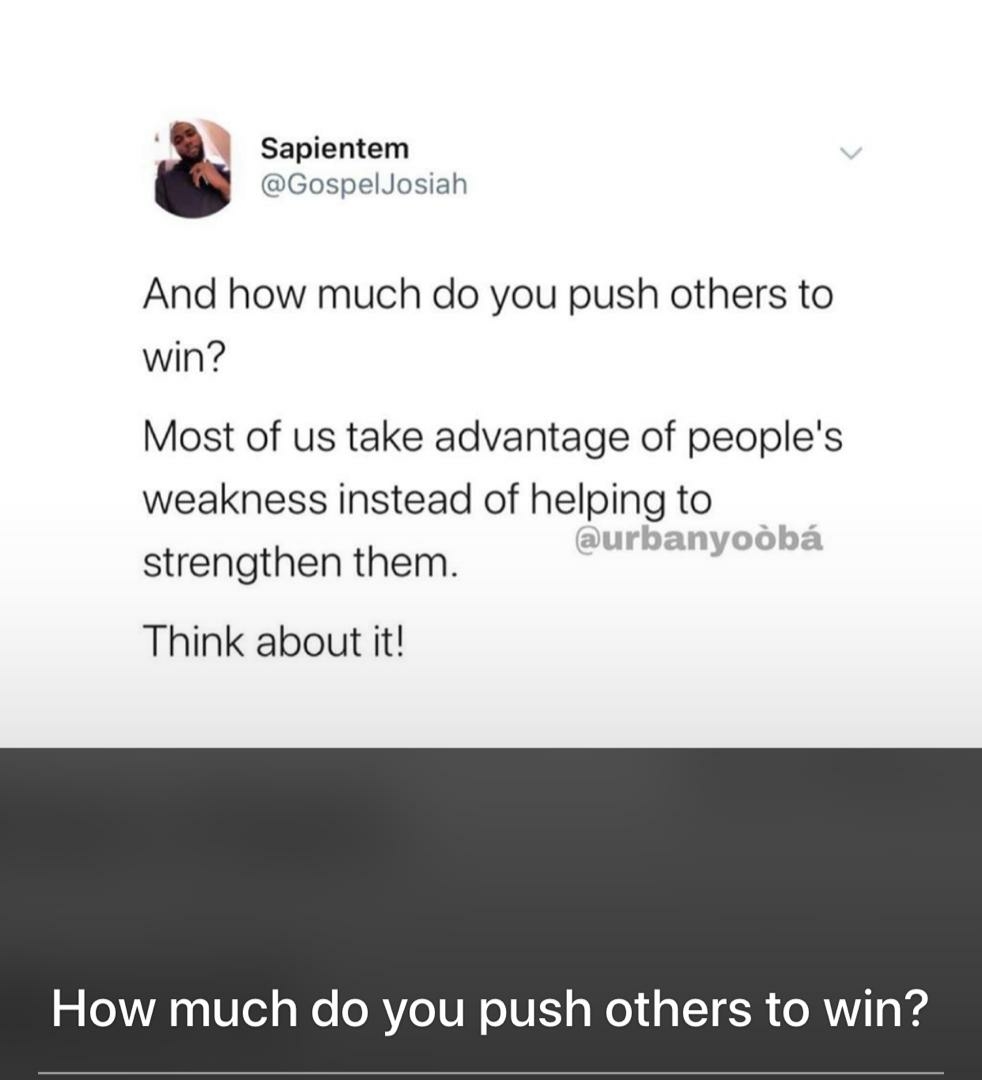 Sapientem
@GospelJosiah
And how much do you push others to
win?
Most of us take advantage of people's
weakness instead of helping to
@urbanyoòbá
strengthen them.
Think about it!
How much do you push others to win?